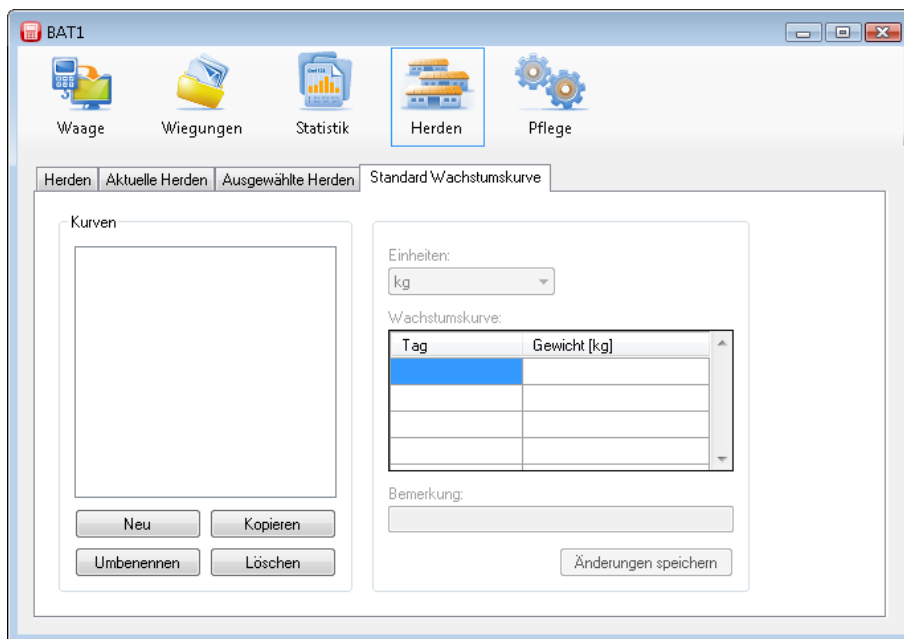 BAT1
Waage Wiegungen Statistik Herden Pflege
Herden Aktuelle Herden Ausgewählte Herden Standard Wachstumskurve
Kurven
Einheiten:
kg
Wachstumskurve:
Tag Gewicht [kg]
Bemerkung:
Neu Kopieren
Umbenennen Löschen
Änderungen speichern